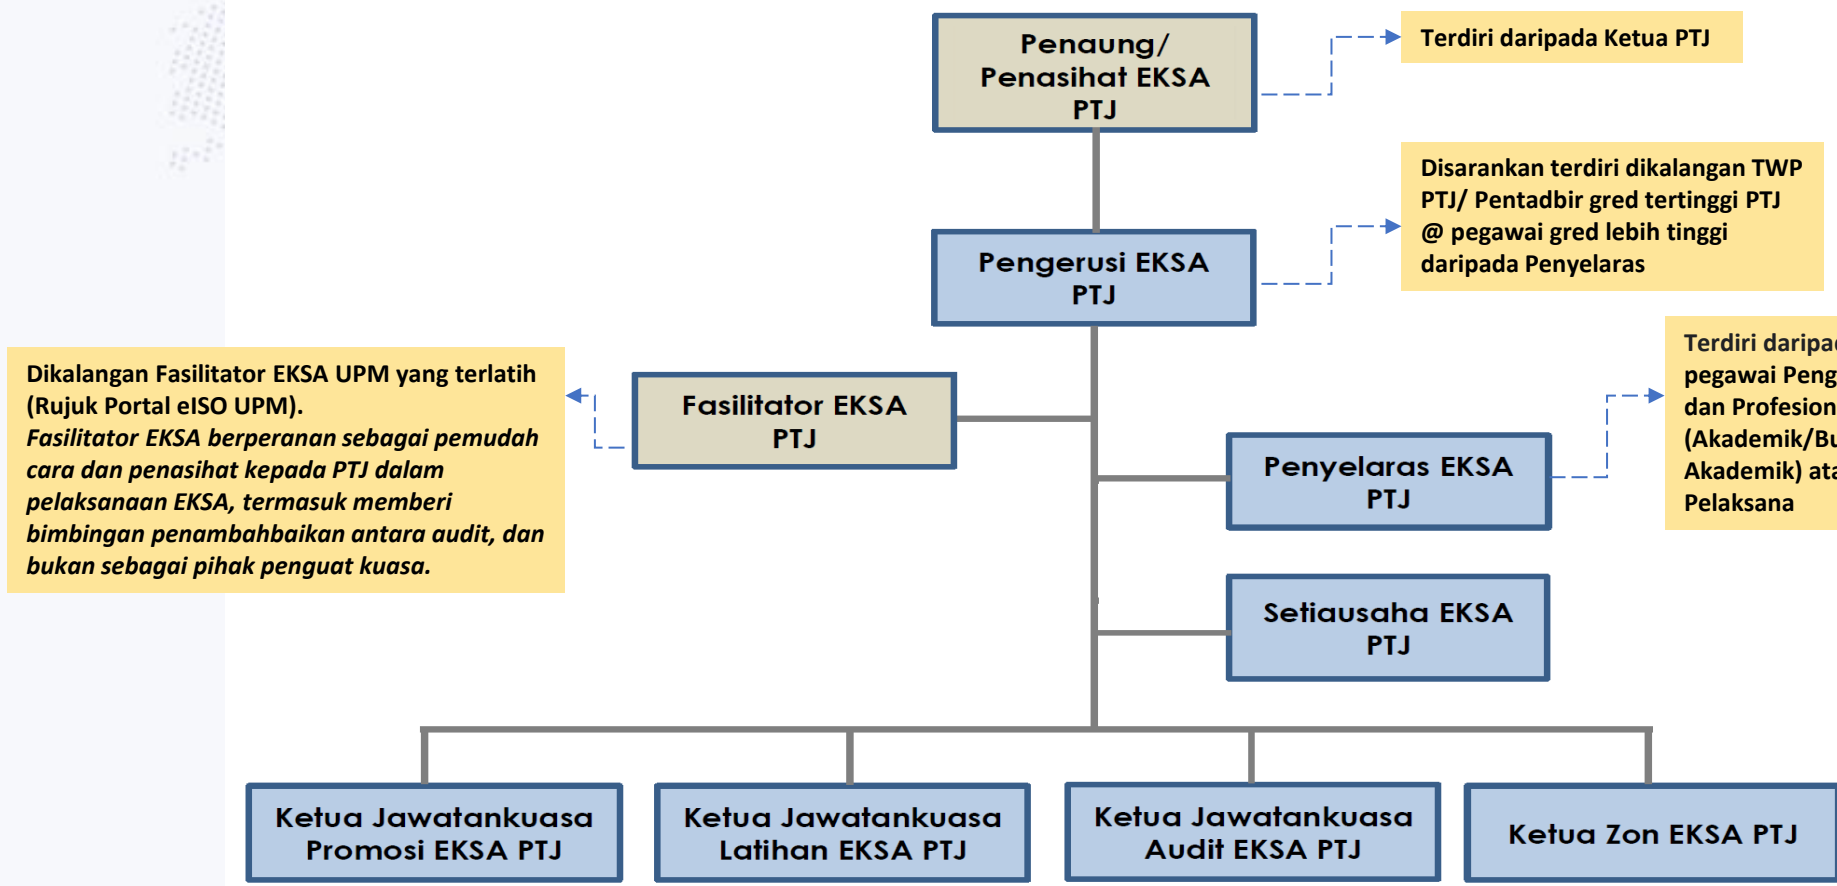 Penaung/
Penasihat EKSA
PTJ
Terdiri daripada Ketua PTJ
Disarankan terdiri dikalangan TWP
PTJ/ Pentadbir gred tertinggi PTJ
@ pegawai gred lebih tinggi
daripada Penyelaras
Pengerusi EKSA
PTJ
Dikalangan Fasilitator EKSA UPM yang terlatih
(Rujuk Portal eISO UPM).
Fasilitator EKSA berperanan sebagai pemudah
cara dan penasihat kepada PTJ dalam
pelaksanaan EKSA, termasuk memberi
bimbingan penambahbaikan antara audit, dan
bukan sebagai pihak penguat kuasa.
Fasilitator EKSA
PTJ
Terdiri
pegawai
dan
Pelaksana
Penyelaras EKSA
PTJ
Setiausaha EKSA
PTJ
Ketua Jawatankuasa
Promosi EKSA PTJ
Ketua Jawatankuasa
Latihan EKSA PTJ
Ketua Jawatankuasa
Audit EKSA PTJ
Ketua Zon EKSA PTJ